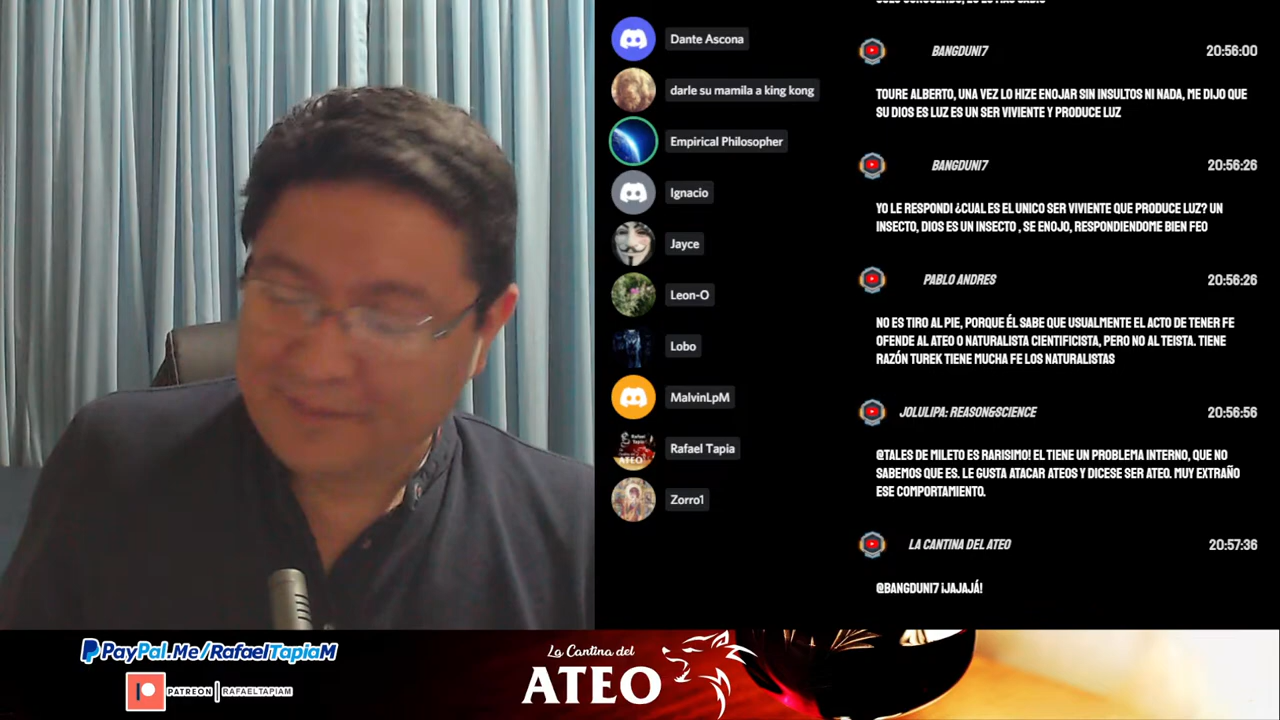 Dante Ascona
darle su mamila a king kong
Empirical Philosopher
Ignacio
Jayce
Leon-O
Lobo
MalvinLpM
Rafael Tapia
Zorro1
BANGDUNI7
20:56:00
TOURE ALBERTO, UNA VEZ LO HIZE ENOJAR SIN INSULTOS NI NADA, ME DIJO QUE
SU DIOS ES LUZ ES UN SER VIVIENTE Y PRODUCE LUZ
BANGDUNI7
20:56:26
YO LE RESPONDI ¿CUAL ES EL UNICO SER VIVIENTE QUE PRODUCE LUZ? UN
INSECTO, DIOS ES UN INSECTO , SE ENOJO, RESPONDIENDOME BIEN FEO
PABLO ANDRES
20:56:26
NO ES TIRO AL PIE, PORQUE ÉL SABE QUE USUALMENTE EL ACTO DE TENER FE
OFENDE AL ATEO O NATURALISTA CIENTIFICISTA, PERO NO AL TEISTA. TIENE
RAZÓN TUREK TIENE MUCHA FE LOS NATURALISTAS
JOLULIPA: REASON&SCIENCE
20:56:56
@TALES DE MILETO ES RARISIMO! EL TIENE UN PROBLEMA INTERNO, QUE NO
SABEMOS QUE ES. LE GUSTA ATACAR ATEOS Y DICESE SER ATEO. MUY EXTRAÑO
ESE COMPORTAMIENTO.
LA CANTINA DEL ATEO
20:57:36
@BANGDUNI7 ¡JAJAJÁ!
PayPal.Me/RafaelTapiaM
PATREON | RAFAELTAPIAM
La Cantina del
ATEO